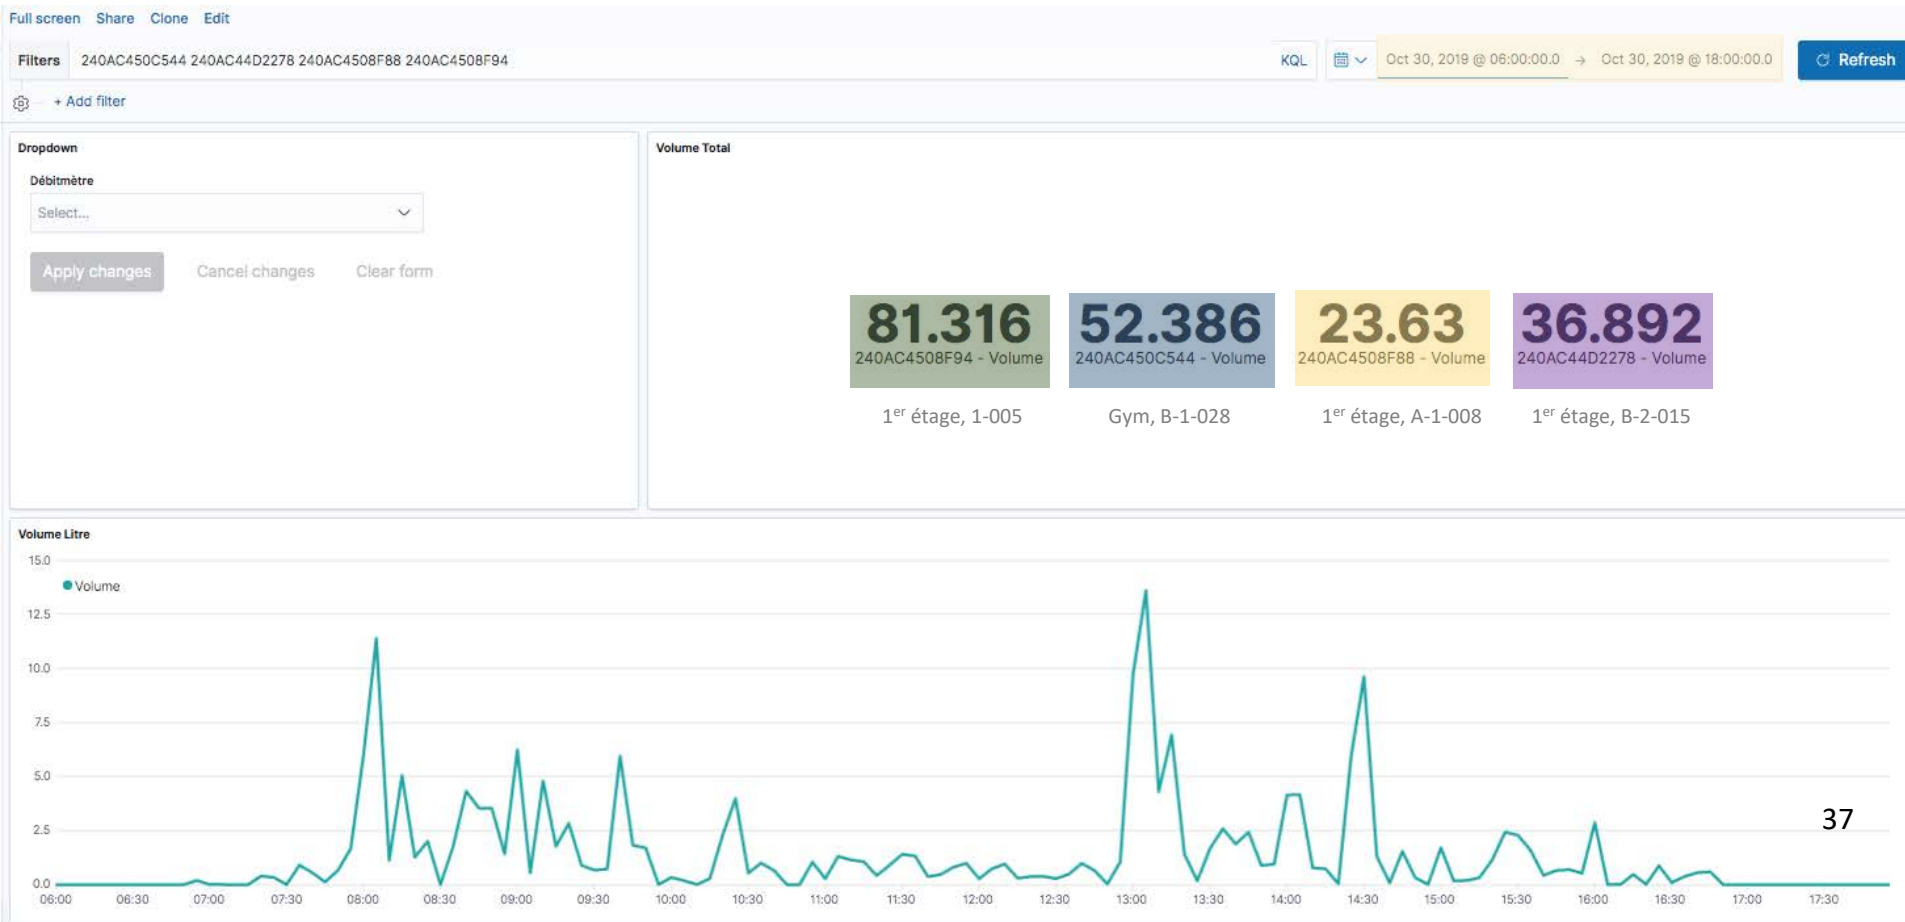 Full screen Share Clone Edit
Filters 240AC450C544 240AC44D2278 240AC4508F88 240AC4508F94 KQL Oct 30, 2019 @ 06:00:00.0 → Oct 30, 2019 @ 18:00:00.0 Refresh
+ Add filter
Dropdown
Débitmètre
Select...
Apply changes Cancel changes Clear form
Volume Total
81.316 52.386 23.63 36.892
240AC4508F94 - Volume 240AC450C544 - Volume 240AC4508F88 - Volume 240AC44D2278 - Volume
1er étage, 1-005 Gym, B-1-028 1er étage, A-1-008 1er étage, B-2-015
Volume Litre
15.0
Volume
12.5
10.0
7.5
5.0
2.5
37
0.0
06:00 06:30 07:00 07:30 08:00 08:30 09:00 09:30 10:00 10:30 11:00 11:30 12:00 12:30 13:00 13:30 14:00 14:30 15:00 15:30 16:00 16:30 17:00 17:30